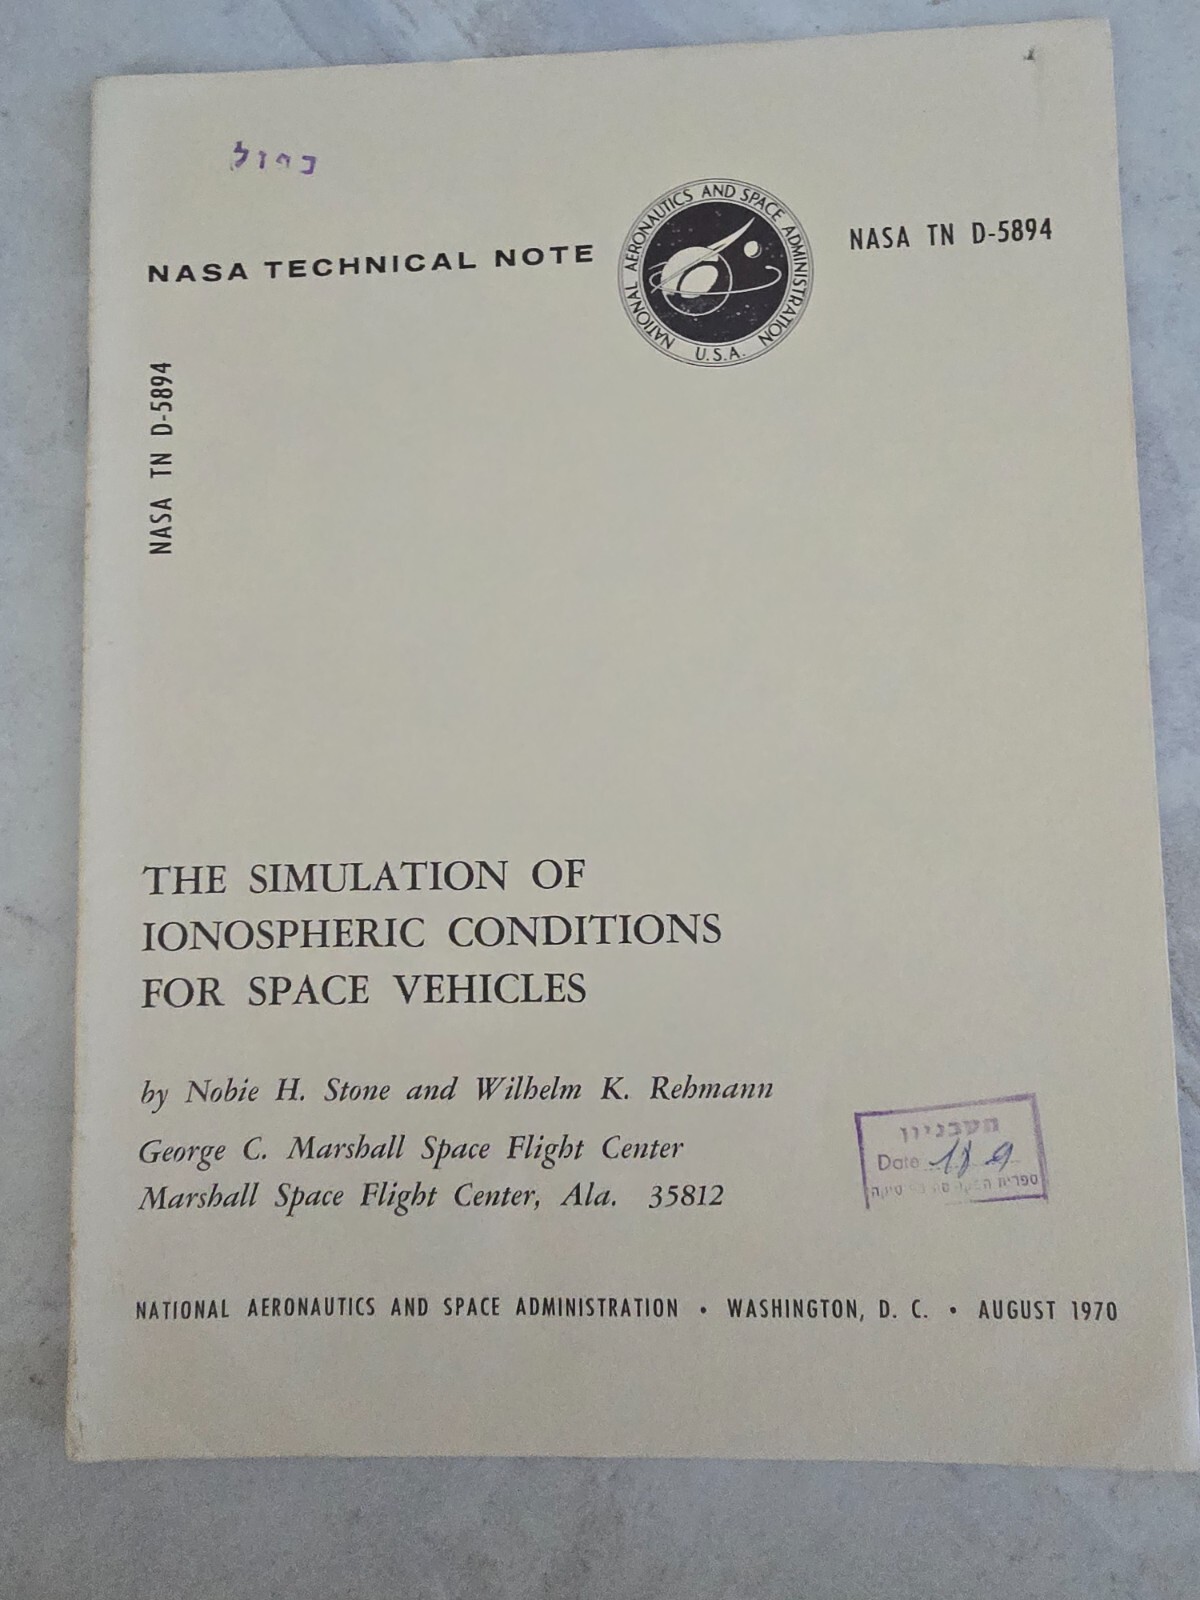 NASA TECHNICAL NOTE
NATIONAL AERONAUTICS AND SPACE ADMINISTRATION
U.S.A.
NASA TN D-5894
NASA TN D-5894
THE SIMULATION OF
IONOSPHERIC CONDITIONS
FOR SPACE VEHICLES
by Nobie H. Stone and Wilhelm K. Rehmann
George C. Marshall Space Flight Center
Marshall Space Flight Center, Ala. 35812
Date
ספרית
NATIONAL AERONAUTICS AND SPACE ADMINISTRATION • WASHINGTON, D. C. • AUGUST 1970